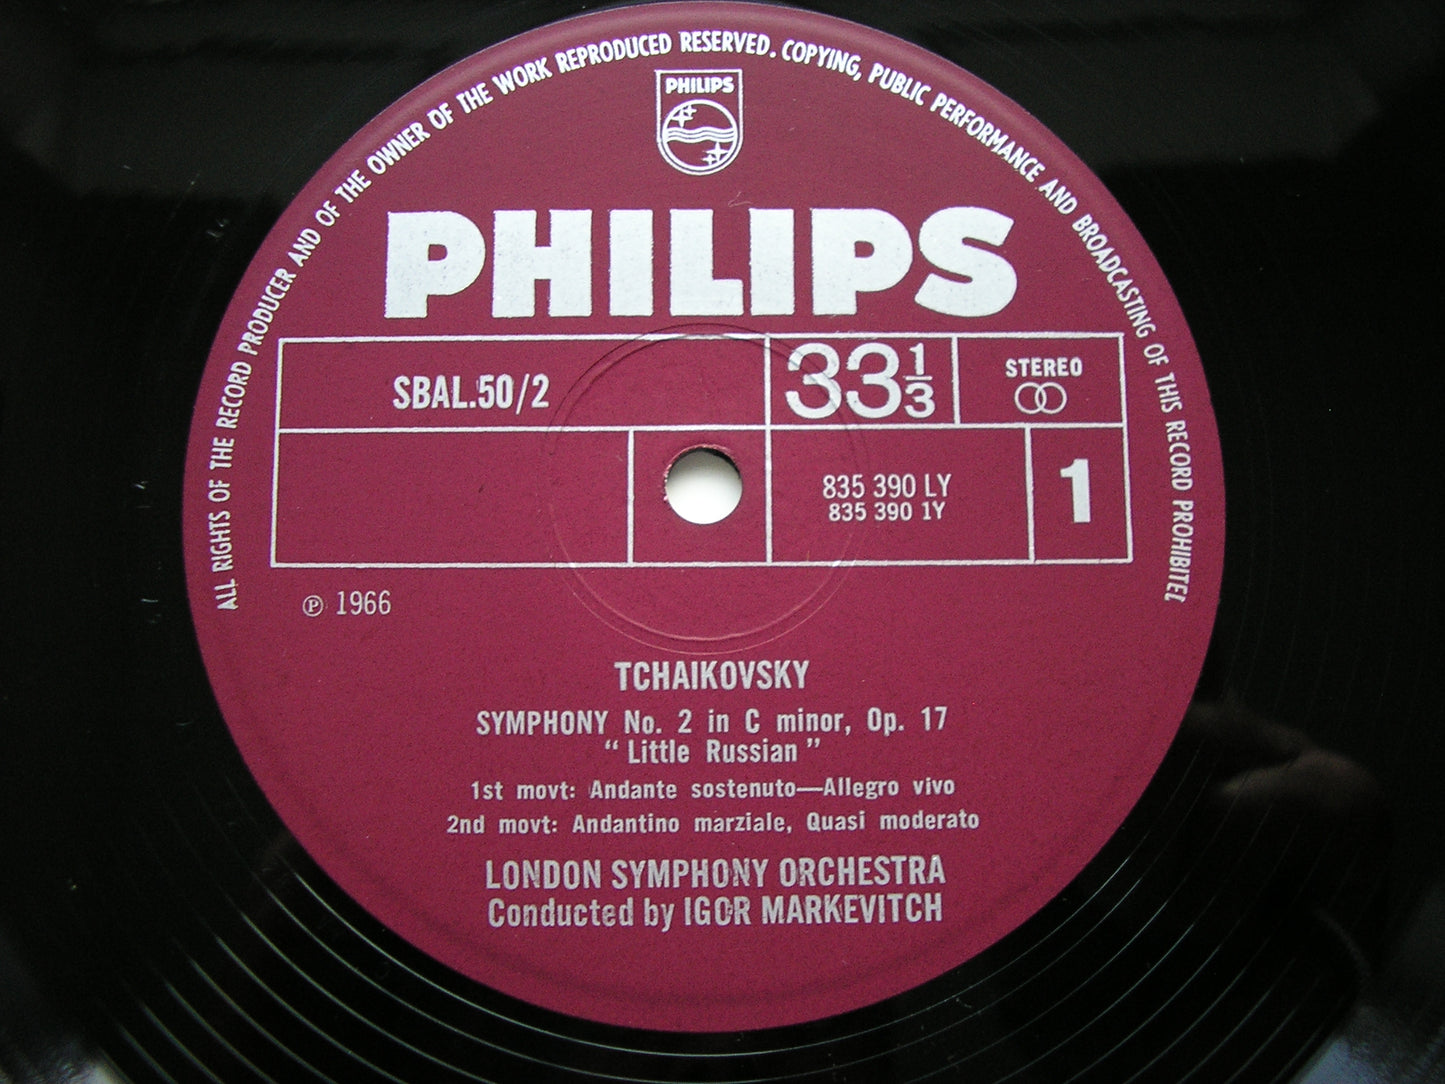 ALL RIGHTS OF THE RECORD PRODUCER AND OF THE OWNER OF THE WORK REPRODUCED RESERVED. COPYING, PUBLIC PERFORMANCE AND BROADCASTING OF THIS RECORD PROHIBITED
PHILIPS
PHILIPS
SBAL.50/2
33 1/3
STEREO
835 390 LY
835 390 1Y
1
℗ 1966
TCHAIKOVSKY
SYMPHONY No. 2 in C minor, Op. 17
"Little Russian"
1st movt: Andante sostenuto—Allegro vivo
2nd movt: Andantino marziale, Quasi moderato
LONDON SYMPHONY ORCHESTRA
Conducted by IGOR MARKEVITCH